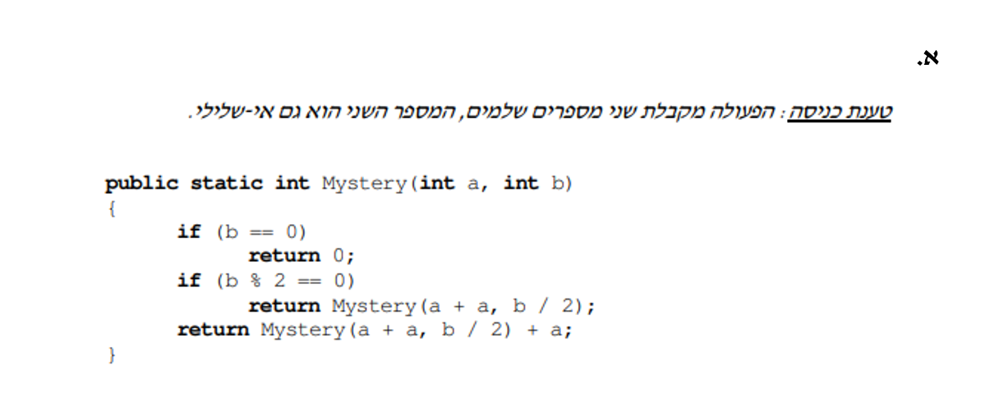 א.
טענת כניסה: הפעולה מקבלת שני מספרים שלמים, המספר השני הוא גם אי-שלילי.
public static int Mystery(int a, int b)
{
if (b == 0)
return 0;
if (b % 2 == 0)
return Mystery(a + a, b / 2);
return Mystery(a + a, b / 2) + a;
}